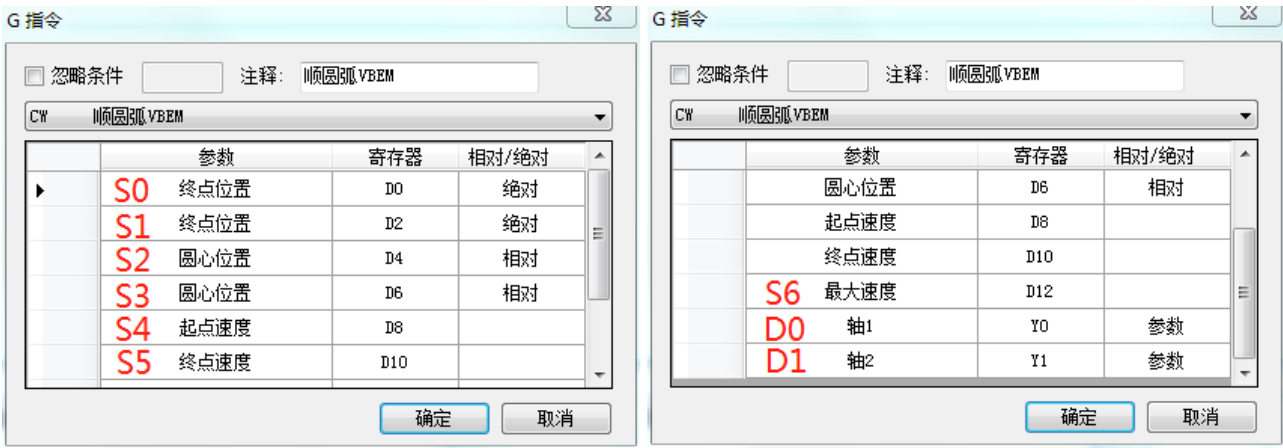 G 指令
忽略条件 注释: 顺圆弧VBEM
CW 顺圆弧VBEM
参数 寄存器 相对/绝对
S0 终点位置 D0 绝对
S1 终点位置 D2 绝对
S2 圆心位置 D4 相对
S3 圆心位置 D6 相对
S4 起点速度 D8
S5 终点速度 D10
确定 取消
G 指令
忽略条件 注释: 顺圆弧VBEM
CW 顺圆弧VBEM
参数 寄存器 相对/绝对
圆心位置 D6 相对
起点速度 D8
终点速度 D10
S6 最大速度 D12
D0 轴1 Y0 参数
D1 轴2 Y1 参数
确定 取消